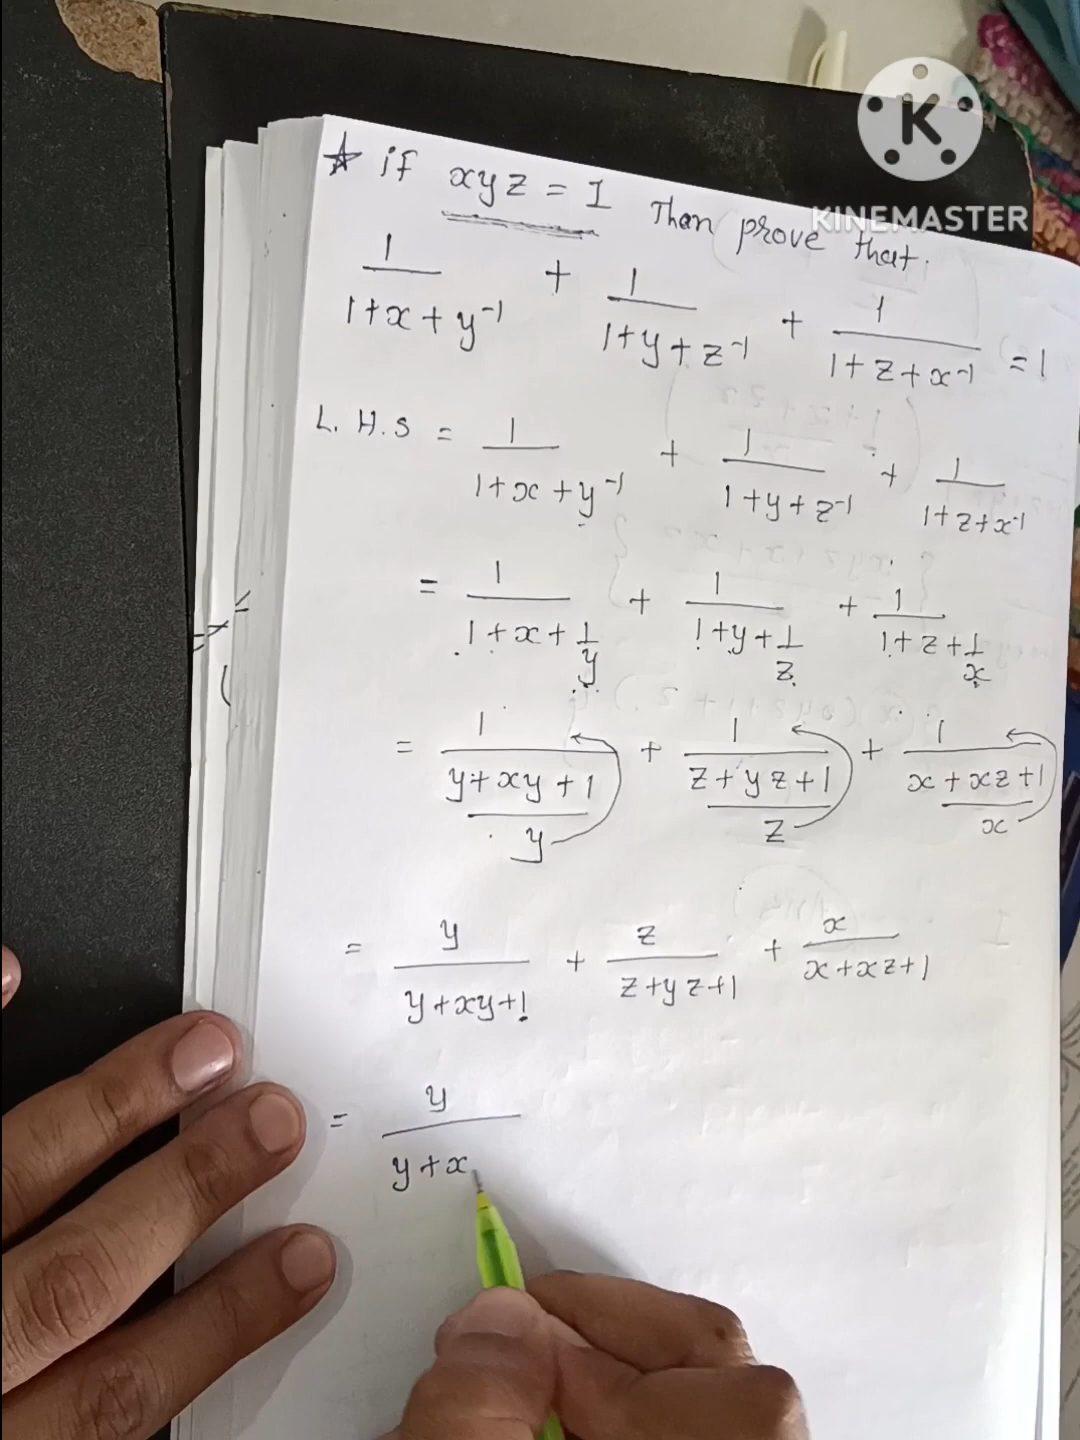 K
KINEMASTER
☆ if xyz = 1 Then prove that.
1/(1+x+y⁻¹) + 1/(1+y+z⁻¹) + 1/(1+z+x⁻¹) = 1
L.H.S = 1/(1+x+y⁻¹) + 1/(1+y+z⁻¹) + 1/(1+z+x⁻¹)
= 1/(1+x+1/y) + 1/(1+y+1/z) + 1/(1+z+1/x)
= 1/((y+xy+1)/y) + 1/((z+yz+1)/z) + 1/((x+xz+1)/x)
= y/(y+xy+1) + z/(z+yz+1) + x/(x+xz+1)
= y/(y+x